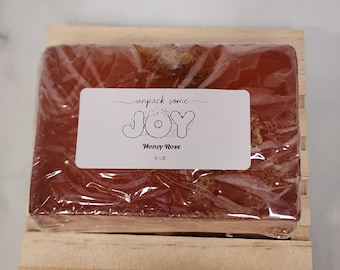 unpack some
JOY
Honey Rose
4 oz